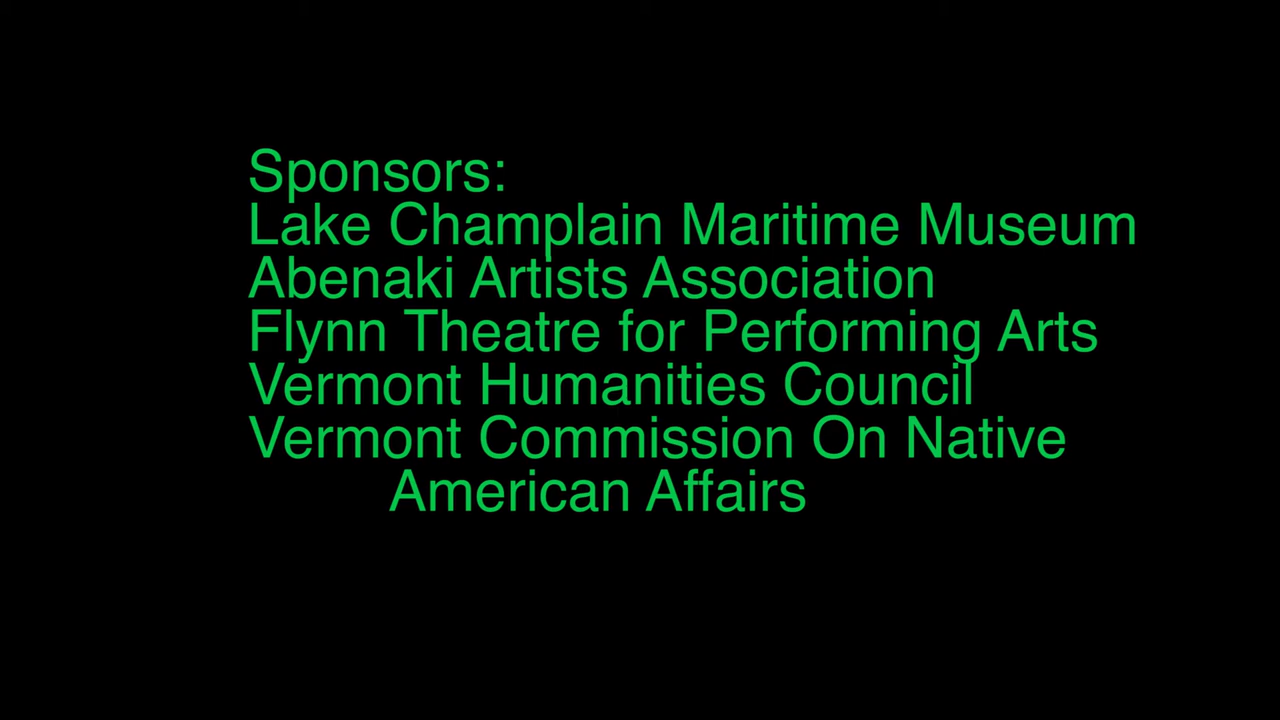 Sponsors:
Lake Champlain Maritime Museum
Abenaki Artists Association
Flynn Theatre for Performing Arts
Vermont Humanities Council
Vermont Commission On Native
American Affairs